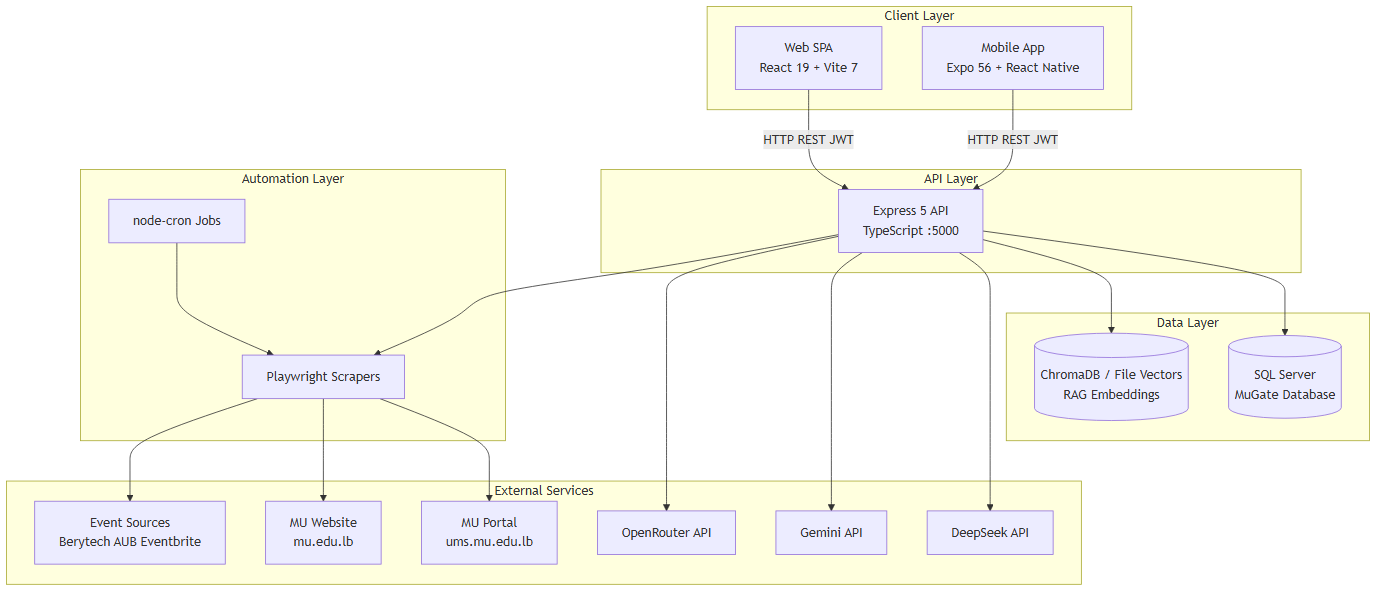 Client Layer
Web SPA
React 19 + Vite 7
Mobile App
Expo 56 + React Native
HTTP REST JWT
HTTP REST JWT
Automation Layer
node-cron Jobs
API Layer
Express 5 API
TypeScript :5000
Playwright Scrapers
Data Layer
ChromaDB / File Vectors
RAG Embeddings
SQL Server
MuGate Database
External Services
Event Sources
Berytech AUB Eventbrite
MU Website
mu.edu.lb
MU Portal
ums.mu.edu.lb
OpenRouter API
Gemini API
DeepSeek API